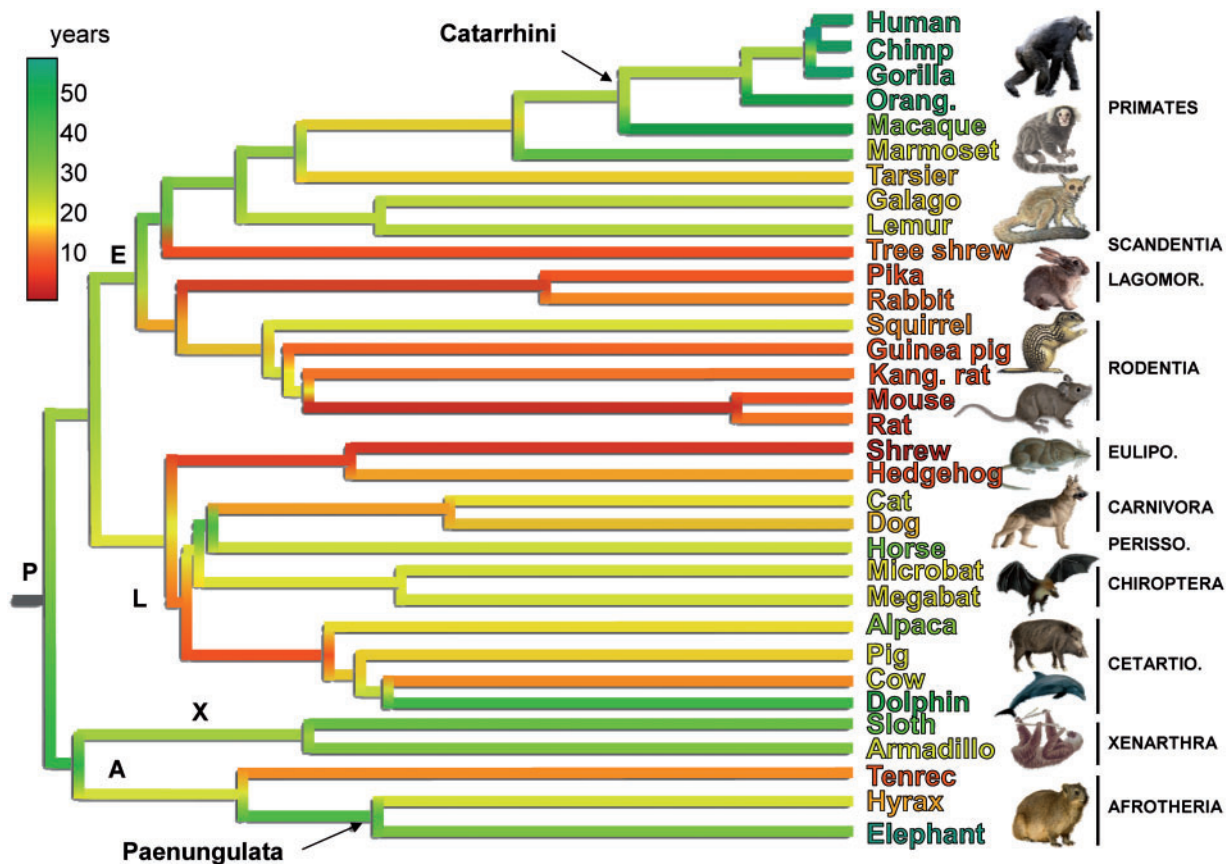 years
50
40
30
20
10
Catarrhini
E
P
L
X
A
Paenungulata
Human
Chimp
Gorilla
Orang.
Macaque
Marmoset
Tarsier
Galago
Lemur
Tree shrew
Pika
Rabbit
Squirrel
Guinea pig
Kang. rat
Mouse
Rat
Shrew
Hedgehog
Cat
Dog
Horse
Microbat
Megabat
Alpaca
Pig
Cow
Dolphin
Sloth
Armadillo
Tenrec
Hyrax
Elephant
PRIMATES
SCANDENTIA
LAGOMOR.
RODENTIA
EULIPO.
CARNIVORA
PERISSO.
CHIROPTERA
CETARTIO.
XENARTHRA
AFROTHERIA